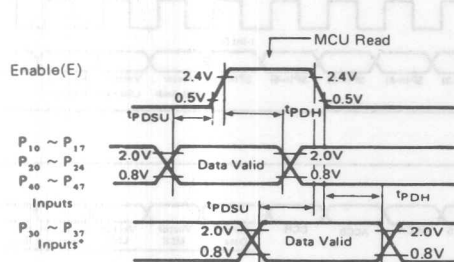 MCU Read
Enable(E)
2.4V
2.4V
0.5V
0.5V
tPDSU
tPDH
P10 ~ P17
P20 ~ P24
P40 ~ P47
Inputs
2.0V
Data Valid
2.0V
0.8V
0.8V
tPDSU
tPDH
P30 ~ P37
Inputs*
2.0V
Data Valid
2.0V
0.8V
0.8V